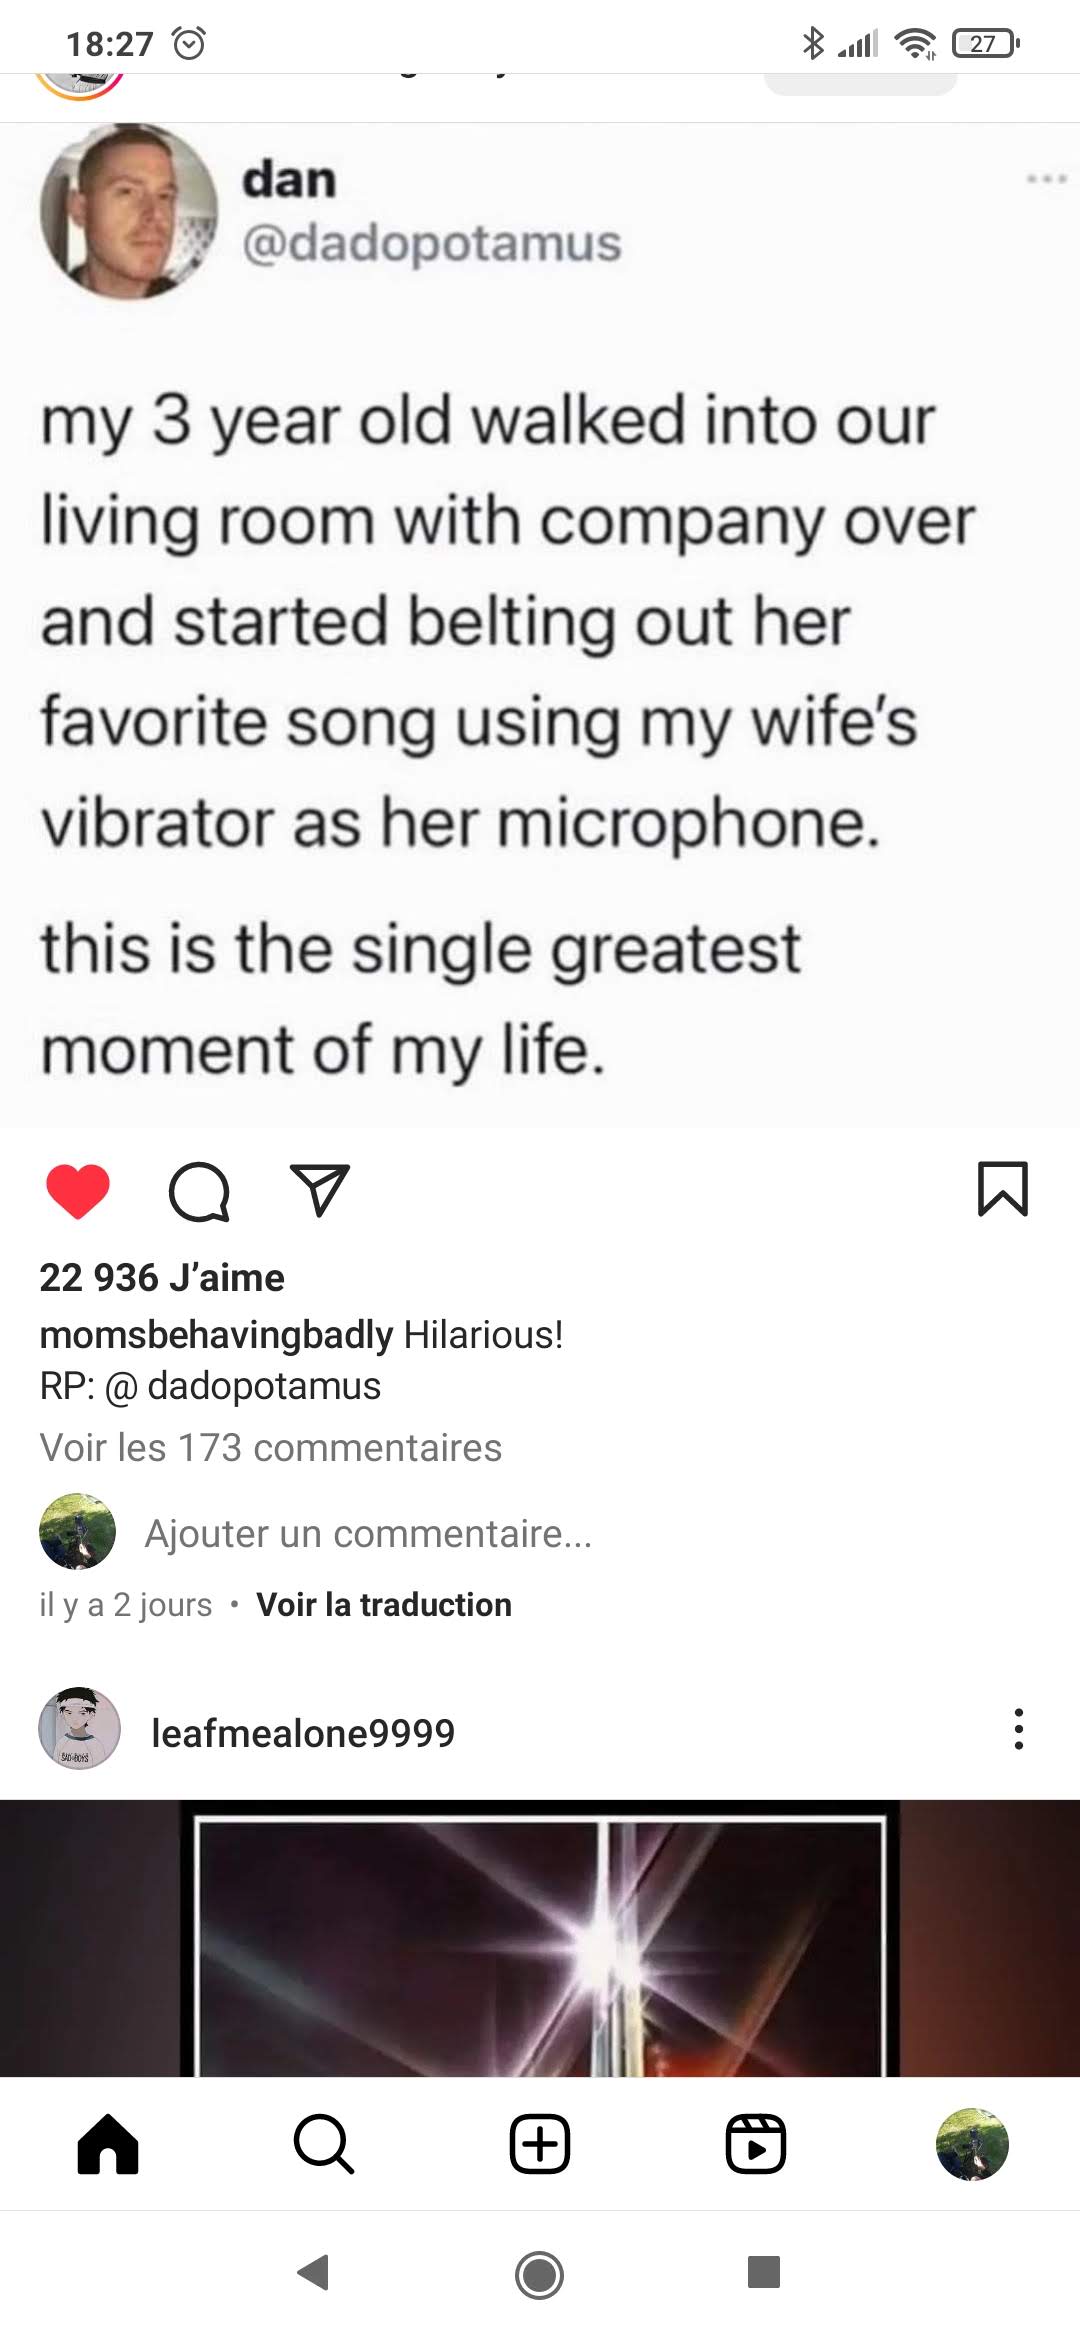 18:27
27
dan
@dadopotamus
my 3 year old walked into our
living room with company over
and started belting out her
favorite song using my wife's
vibrator as her microphone.
this is the single greatest
moment of my life.
22 936 J'aime
momsbehavingbadly Hilarious!
RP: @ dadopotamus
Voir les 173 commentaires
Ajouter un commentaire...
il y a 2 jours • Voir la traduction
SAD BOYS
leafmealone9999